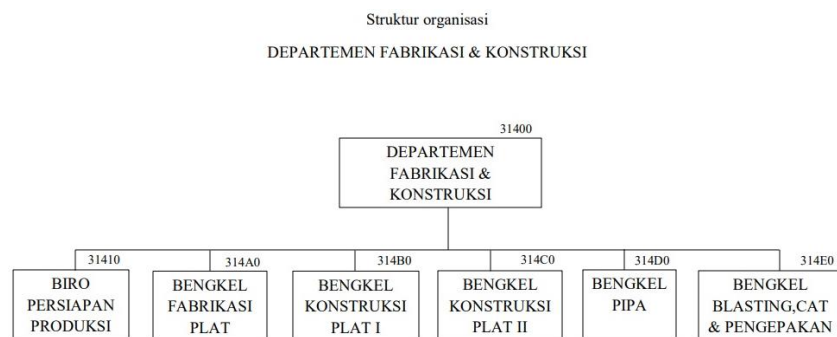 Struktur organisasi
DEPARTEMEN FABRIKASI & KONSTRUKSI
31400
DEPARTEMEN
FABRIKASI &
KONSTRUKSI
31410
BIRO
PERSIAPAN
PRODUKSI
314A0
BENGKEL
FABRIKASI
PLAT
314B0
BENGKEL
KONSTRUKSI
PLAT I
314C0
BENGKEL
KONSTRUKSI
PLAT II
314D0
BENGKEL
PIPA
314E0
BENGKEL
BLASTING,CAT
& PENGEPAKAN